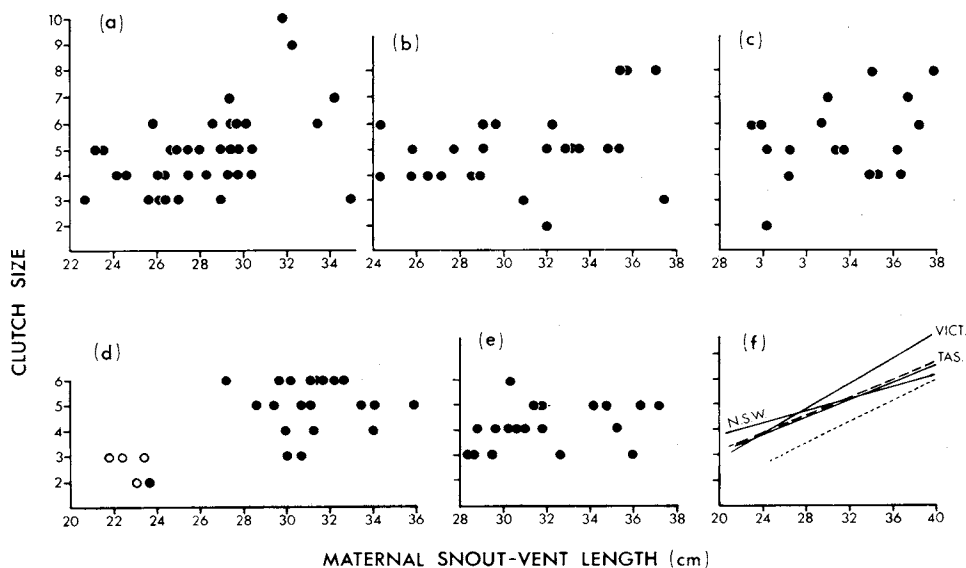 (a)
10
9
8
7
6
5
4
3
2
22 24 26 28 30 32 34
(b)
24 26 28 30 32 34 36 38
(c)
28 3 3 34 36 38
CLUTCH SIZE
(d)
6
5
4
3
2
20 22 24 26 28 30 32 34 36
(e)
28 30 32 34 36 38
(f)
VICT.
TAS.
N.S.W.
20 24 28 32 36 40
MATERNAL SNOUT-VENT LENGTH (cm)